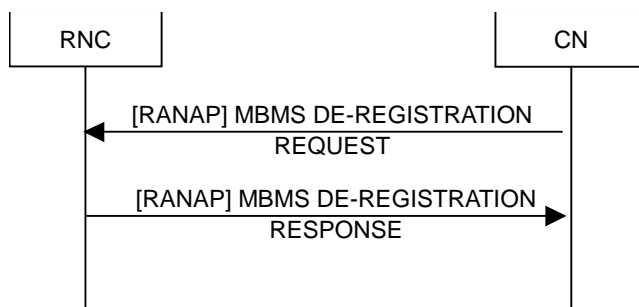 RNC
CN
[RANAP] MBMS DE-REGISTRATION
REQUEST
[RANAP] MBMS DE-REGISTRATION
RESPONSE